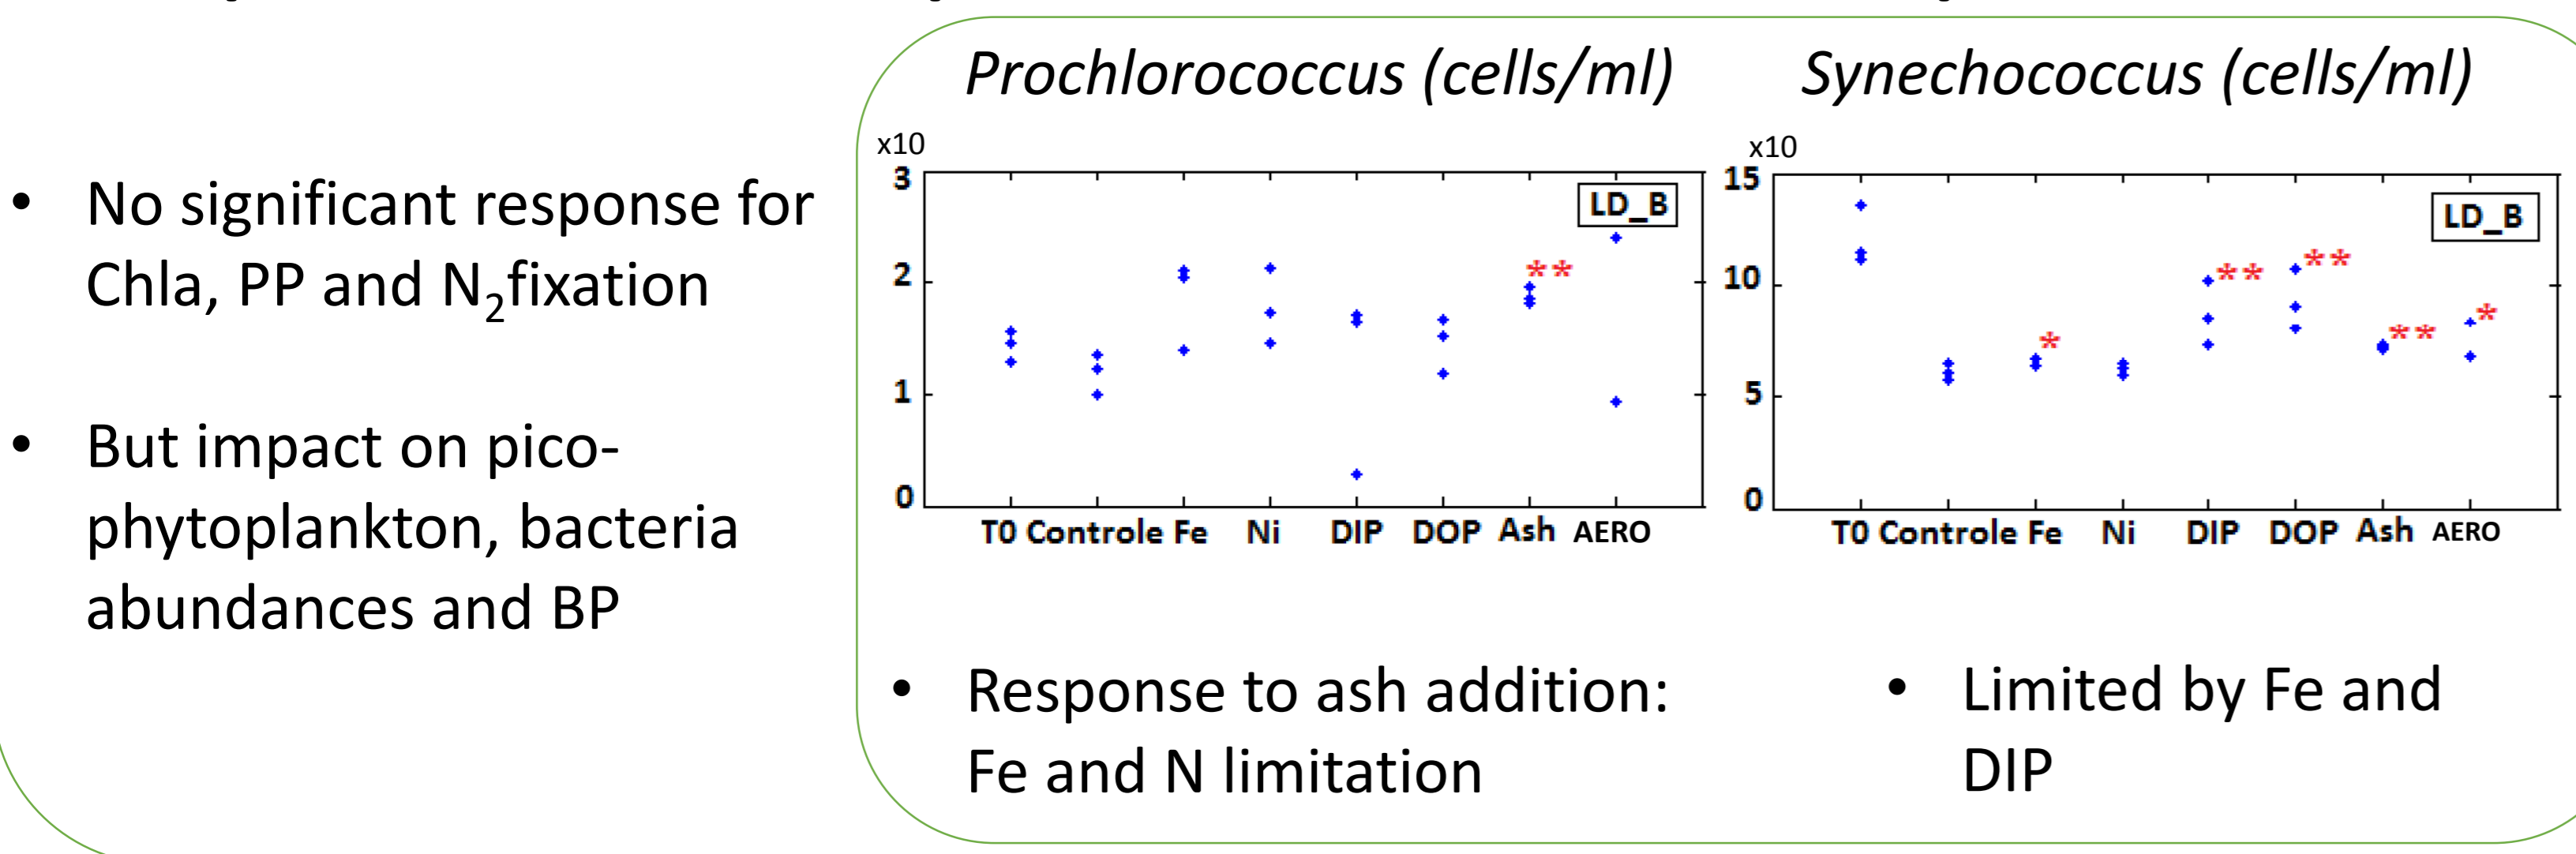 • No significant response for
Chla, PP and N2fixation
• But impact on pico-
phytoplankton, bacteria
abundances and BP
Prochlorococcus (cells/ml)
x10
3
2
1
0
LD_B
**
T0 Controle Fe Ni DIP DOP Ash AERO
• Response to ash addition:
Fe and N limitation
Synechococcus (cells/ml)
x10
15
10
5
0
LD_B
* ** ** ** *
T0 Controle Fe Ni DIP DOP Ash AERO
• Limited by Fe and
DIP